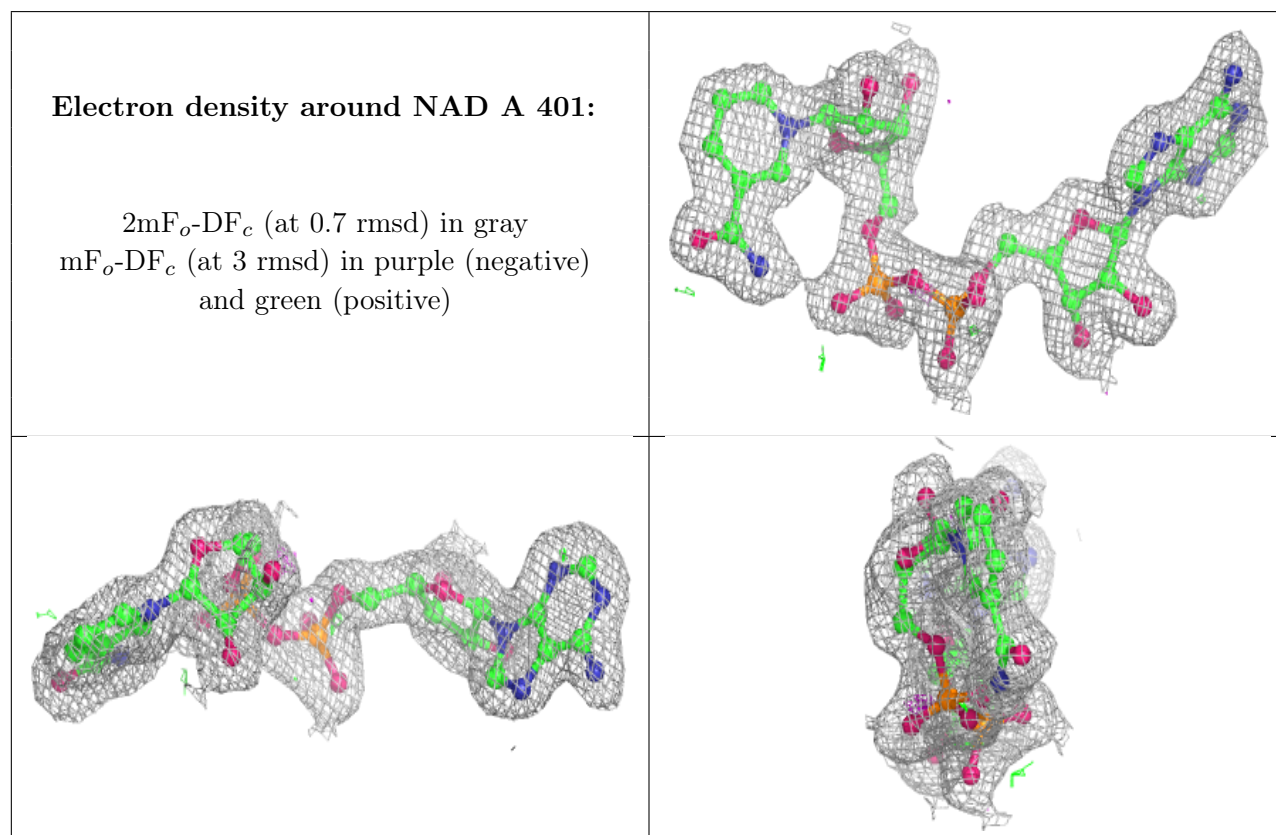 Electron density around NAD A 401:
2mFo-DFc (at 0.7 rmsd) in gray
mFo-DFc (at 3 rmsd) in purple (negative)
and green (positive)